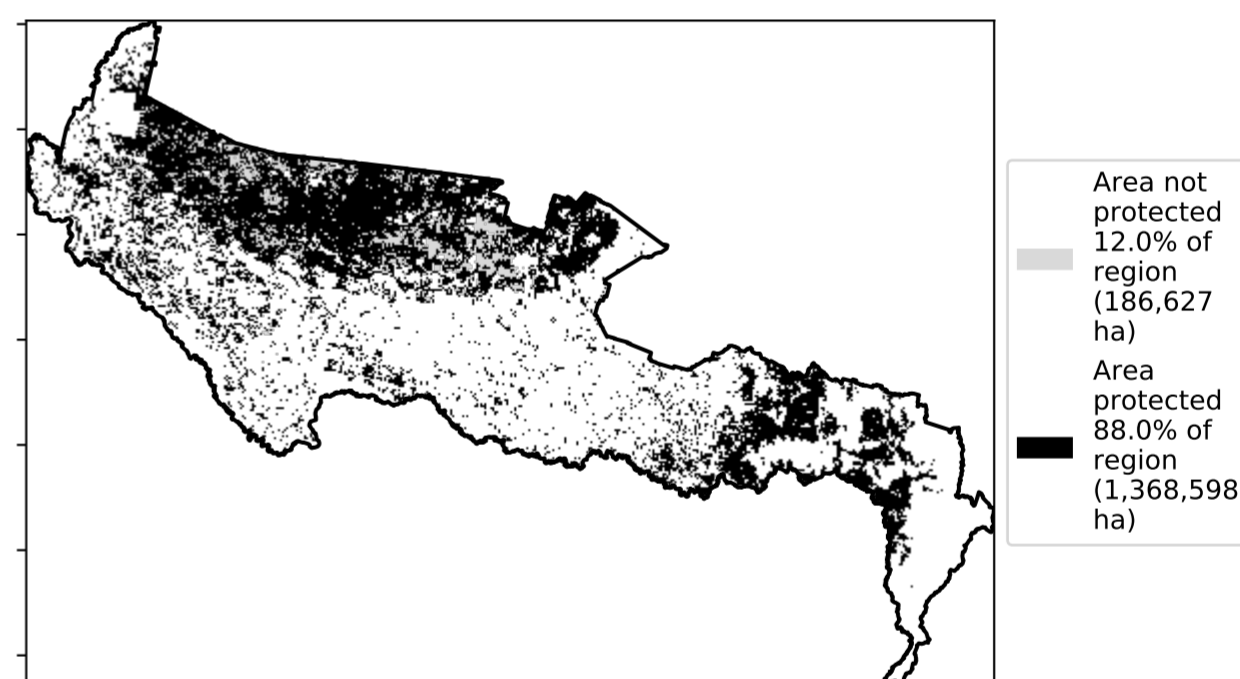 Area not
protected
12.0% of
region
(186,627
ha)
Area
protected
88.0% of
region
(1,368,598
ha)